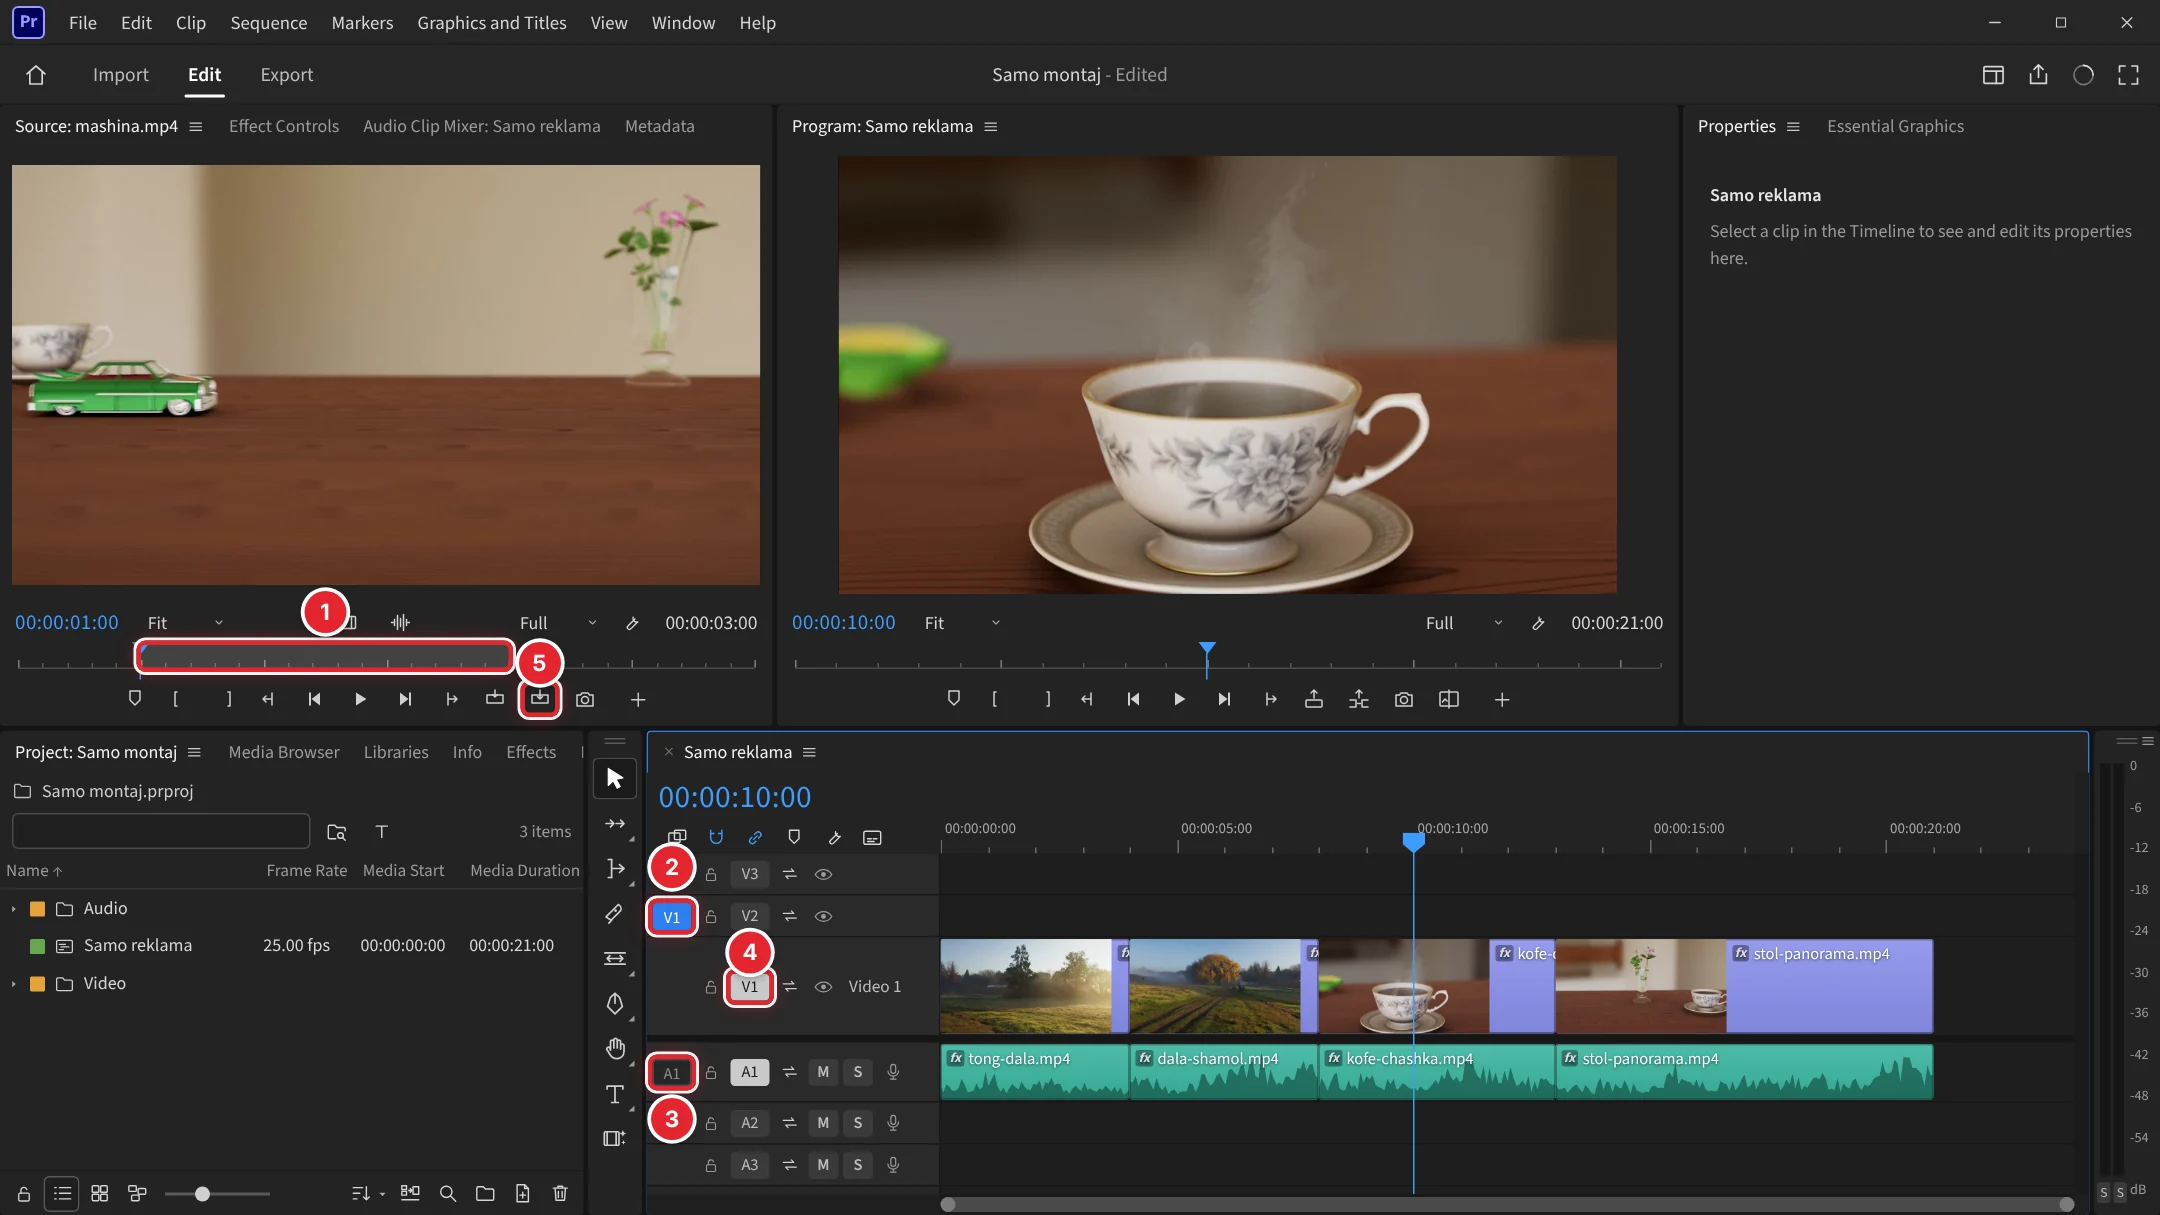 Pr File Edit Clip Sequence Markers Graphics and Titles View Window Help
Import Edit Export Samo montaj - Edited
Source: mashina.mp4 Effect Controls Audio Clip Mixer: Samo reklama Metadata
Program: Samo reklama
Properties Essential Graphics
Samo reklama
Select a clip in the Timeline to see and edit its properties
here.
00:00:01:00 Fit 1 Full 00:00:03:00
00:00:10:00 Fit Full 00:00:21:00
5
Project: Samo montaj Media Browser Libraries Info Effects
Samo montaj.prproj
3 items
Name Frame Rate Media Start Media Duration
Audio
Samo reklama 25.00 fps 00:00:00:00 00:00:21:00
Video
Samo reklama
00:00:10:00
00:00:00:00 00:00:05:00 00:00:10:00 00:00:15:00 00:00:20:00
2 V3
V1 V2
4
V1 Video 1
fx fx fx kofe-c fx stol-panorama.mp4
fx tong-dala.mp4 fx dala-shamol.mp4 fx kofe-chashka.mp4 fx stol-panorama.mp4
A1 A1 M S
3 A2 M S
A3 M S
0
-6
-12
-18
-24
-30
-36
-42
-48
-54
S S dB